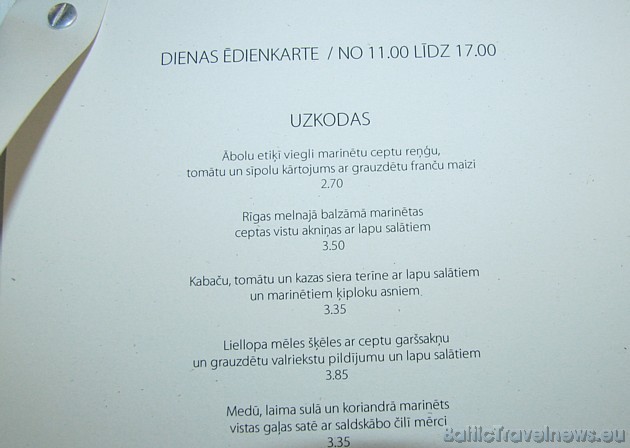 DIENAS ĒDIENKARTE / NO 11.00 LĪDZ 17.00
UZKODAS
Ābolu etiķī viegli marinētu ceptu reņģu,
tomātu un sīpolu kārtojums ar grauzdētu franču maizi
2.70
Rīgas melnajā balzāmā marinētas
ceptas vistu akniņas ar lapu salātiem
3.50
Kabaču, tomātu un kazas siera terīne ar lapu salātiem
un marinētiem ķiploku asniem.
3.35
Liellopa mēles šķēles ar ceptu garšsakņu
un grauzdētu valriekstu pildījumu un lapu salātiem
3.85
Medū, laima sulā un koriandrā marinēts
vistas gaļas satē ar saldskābo čilī mērci
3.35
BalticTravelnews.eu